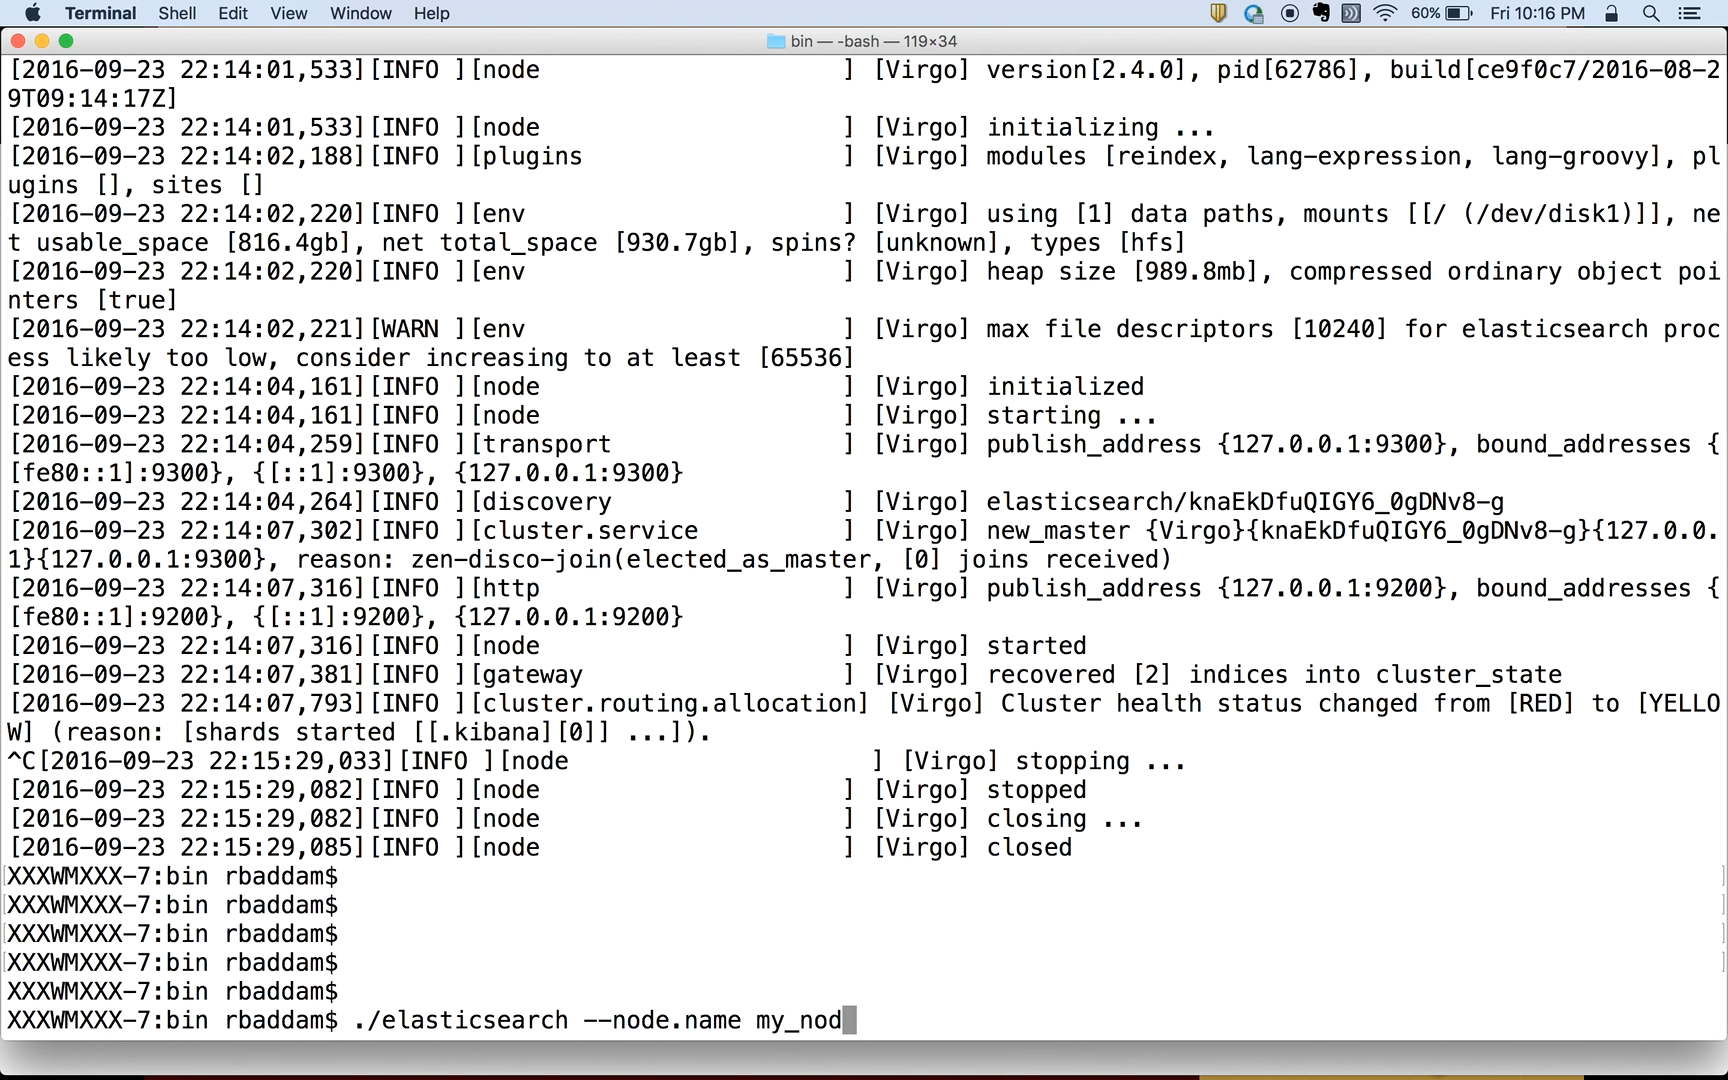 Terminal Shell Edit View Window Help 60% Fri 10:16 PM
bin — -bash — 119×34
[2016-09-23 22:14:01,533][INFO ][node                     ] [Virgo] version[2.4.0], pid[62786], build[ce9f0c7/2016-08-2
9T09:14:17Z]
[2016-09-23 22:14:01,533][INFO ][node                     ] [Virgo] initializing ...
[2016-09-23 22:14:02,188][INFO ][plugins                  ] [Virgo] modules [reindex, lang-expression, lang-groovy], pl
ugins [], sites []
[2016-09-23 22:14:02,220][INFO ][env                      ] [Virgo] using [1] data paths, mounts [[/ (/dev/disk1)]], ne
t usable_space [816.4gb], net total_space [930.7gb], spins? [unknown], types [hfs]
[2016-09-23 22:14:02,220][INFO ][env                      ] [Virgo] heap size [989.8mb], compressed ordinary object poi
nters [true]
[2016-09-23 22:14:02,221][WARN ][env                      ] [Virgo] max file descriptors [10240] for elasticsearch proc
ess likely too low, consider increasing to at least [65536]
[2016-09-23 22:14:04,161][INFO ][node                     ] [Virgo] initialized
[2016-09-23 22:14:04,161][INFO ][node                     ] [Virgo] starting ...
[2016-09-23 22:14:04,259][INFO ][transport                ] [Virgo] publish_address {127.0.0.1:9300}, bound_addresses {
[fe80::1]:9300}, {[::1]:9300}, {127.0.0.1:9300}
[2016-09-23 22:14:04,264][INFO ][discovery                ] [Virgo] elasticsearch/knaEkDfuQIGY6_0gDNv8-g
[2016-09-23 22:14:07,302][INFO ][cluster.service          ] [Virgo] new_master {Virgo}{knaEkDfuQIGY6_0gDNv8-g}{127.0.0.
1}{127.0.0.1:9300}, reason: zen-disco-join(elected_as_master, [0] joins received)
[2016-09-23 22:14:07,316][INFO ][http                     ] [Virgo] publish_address {127.0.0.1:9200}, bound_addresses {
[fe80::1]:9200}, {[::1]:9200}, {127.0.0.1:9200}
[2016-09-23 22:14:07,316][INFO ][node                     ] [Virgo] started
[2016-09-23 22:14:07,381][INFO ][gateway                  ] [Virgo] recovered [2] indices into cluster_state
[2016-09-23 22:14:07,793][INFO ][cluster.routing.allocation] [Virgo] Cluster health status changed from [RED] to [YELLO
W] (reason: [shards started [[.kibana][0]] ...]).
^C[2016-09-23 22:15:29,033][INFO ][node                     ] [Virgo] stopping ...
[2016-09-23 22:15:29,082][INFO ][node                     ] [Virgo] stopped
[2016-09-23 22:15:29,082][INFO ][node                     ] [Virgo] closing ...
[2016-09-23 22:15:29,085][INFO ][node                     ] [Virgo] closed
XXXWMXXX-7:bin rbaddam$
XXXWMXXX-7:bin rbaddam$
XXXWMXXX-7:bin rbaddam$
XXXWMXXX-7:bin rbaddam$
XXXWMXXX-7:bin rbaddam$
XXXWMXXX-7:bin rbaddam$ ./elasticsearch --node.name my_nod